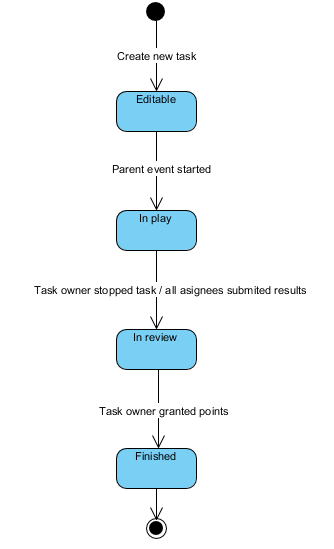 Create new task
Editable
Parent event started
In play
Task owner stopped task / all asignees submited results
In review
Task owner granted points
Finished